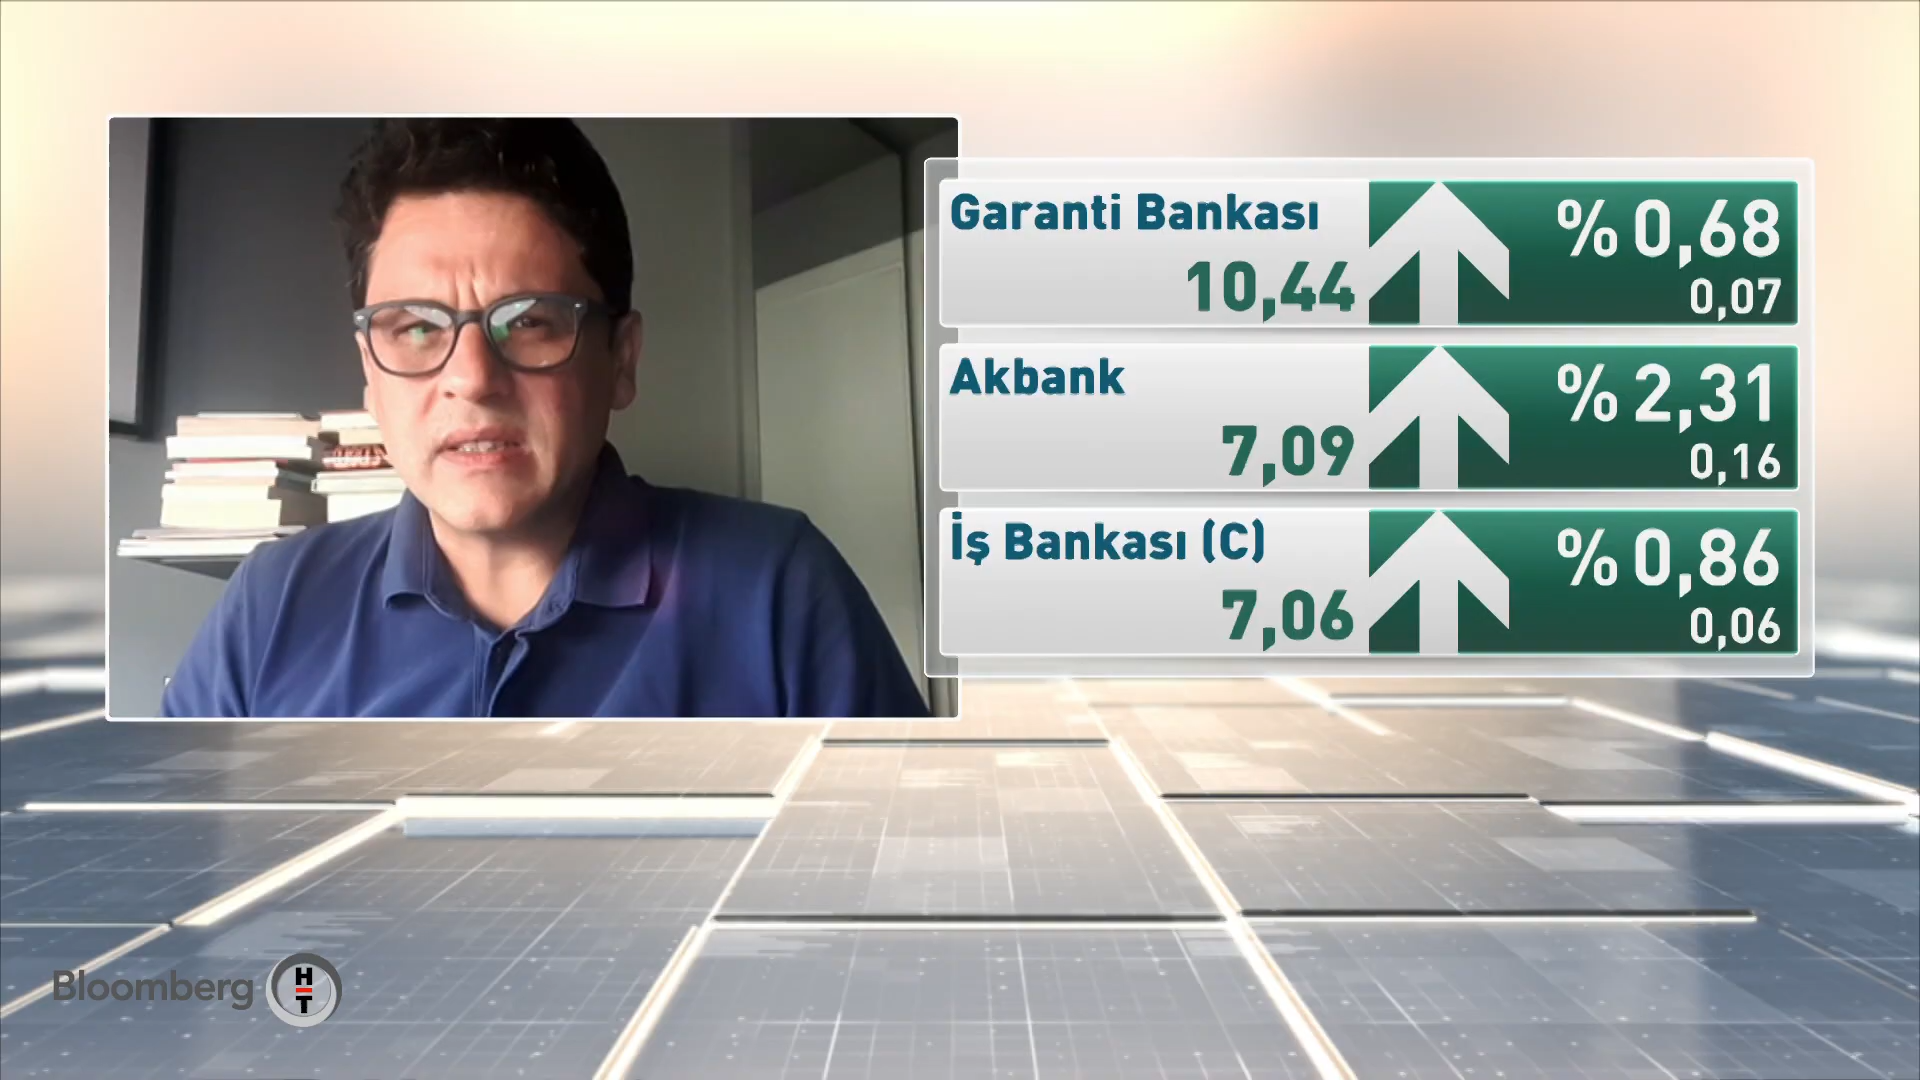 Garanti Bankası
10,44
% 0,68
0,07
Akbank
7,09
% 2,31
0,16
İş Bankası (C)
7,06
% 0,86
0,06
Bloomberg HT